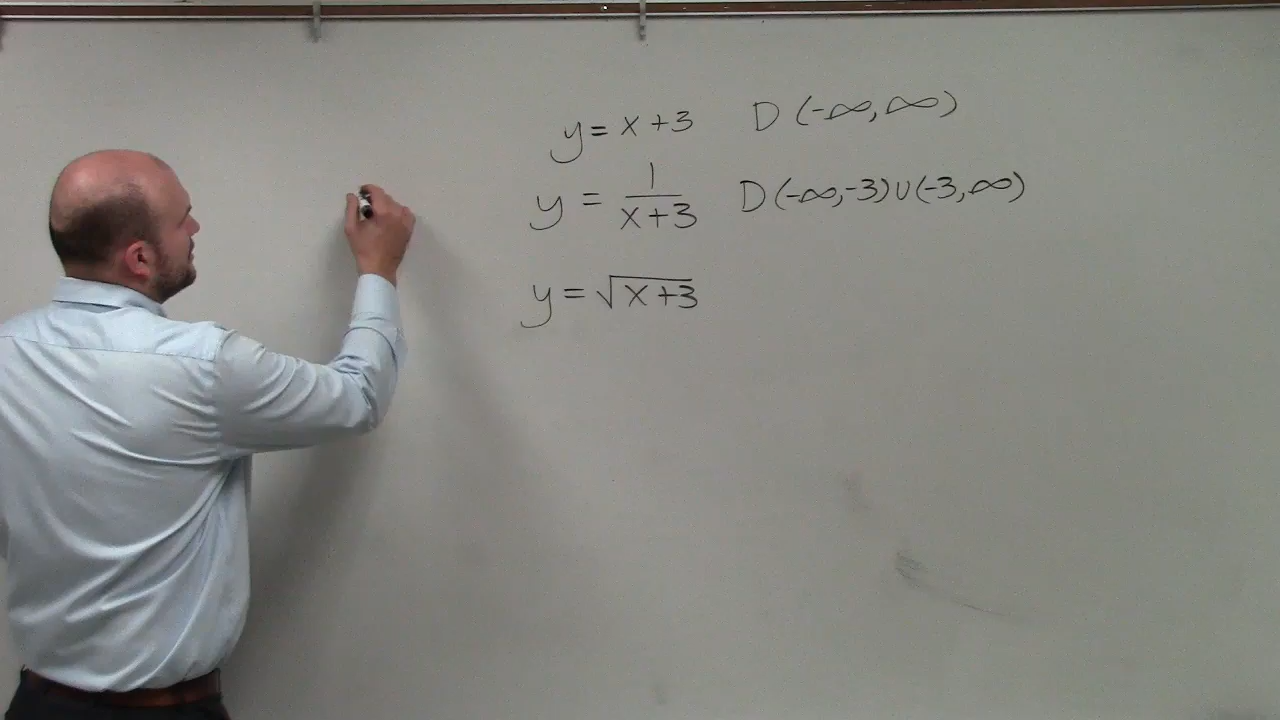 y = x + 3 D (-∞, ∞)
y = 1/(x+3) D (-∞, -3) ∪ (-3, ∞)
y = √(x+3)